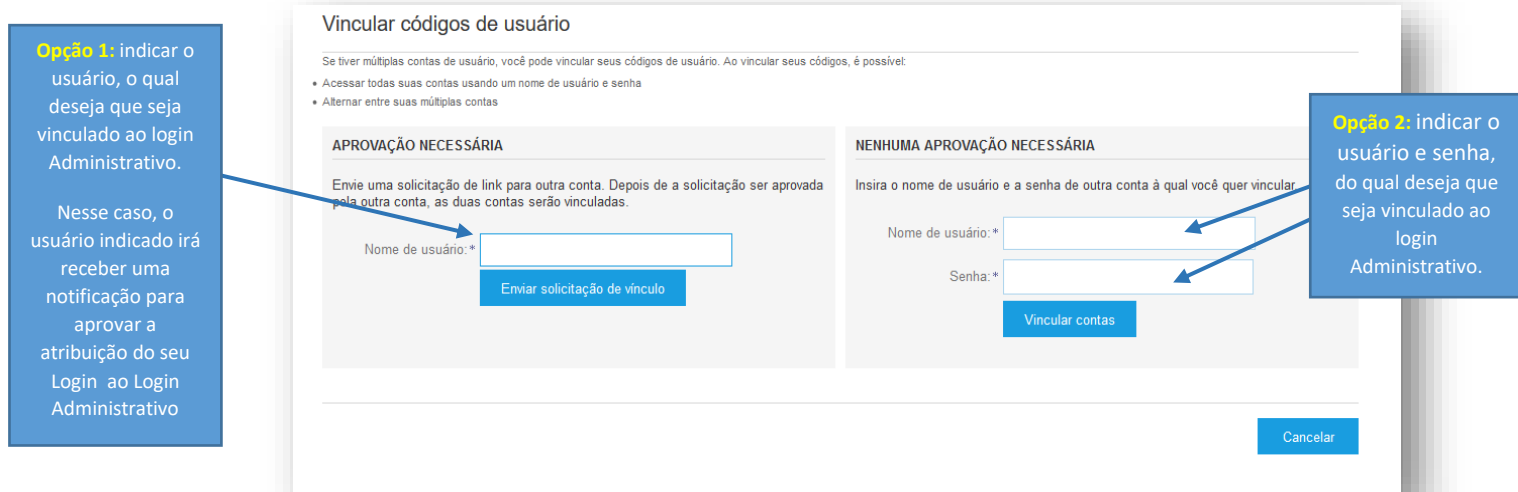 Vincular códigos de usuário
Se tiver múltiplas contas de usuário, você pode vincular seus códigos de usuário. Ao vincular seus códigos, é possível:
• Acessar todas suas contas usando um nome de usuário e senha
• Alternar entre suas múltiplas contas
Opção 1: indicar o
usuário, o qual
deseja que seja
vinculado ao login
Administrativo.
Nesse caso, o
usuário indicado irá
receber uma
notificação para
aprovar a
atribuição do seu
Login ao Login
Administrativo
APROVAÇÃO NECESSÁRIA
Envie uma solicitação de link para outra conta. Depois de a solicitação ser aprovada
pela outra conta, as duas contas serão vinculadas.
Nome de usuário:*
Enviar solicitação de vínculo
NENHUMA APROVAÇÃO NECESSÁRIA
Insira o nome de usuário e a senha de outra conta à qual você quer vincular
Nome de usuário:*
Senha:*
Vincular contas
Opção 2: indicar o
usuário e senha,
do qual deseja que
seja vinculado ao
login
Administrativo.
Cancelar